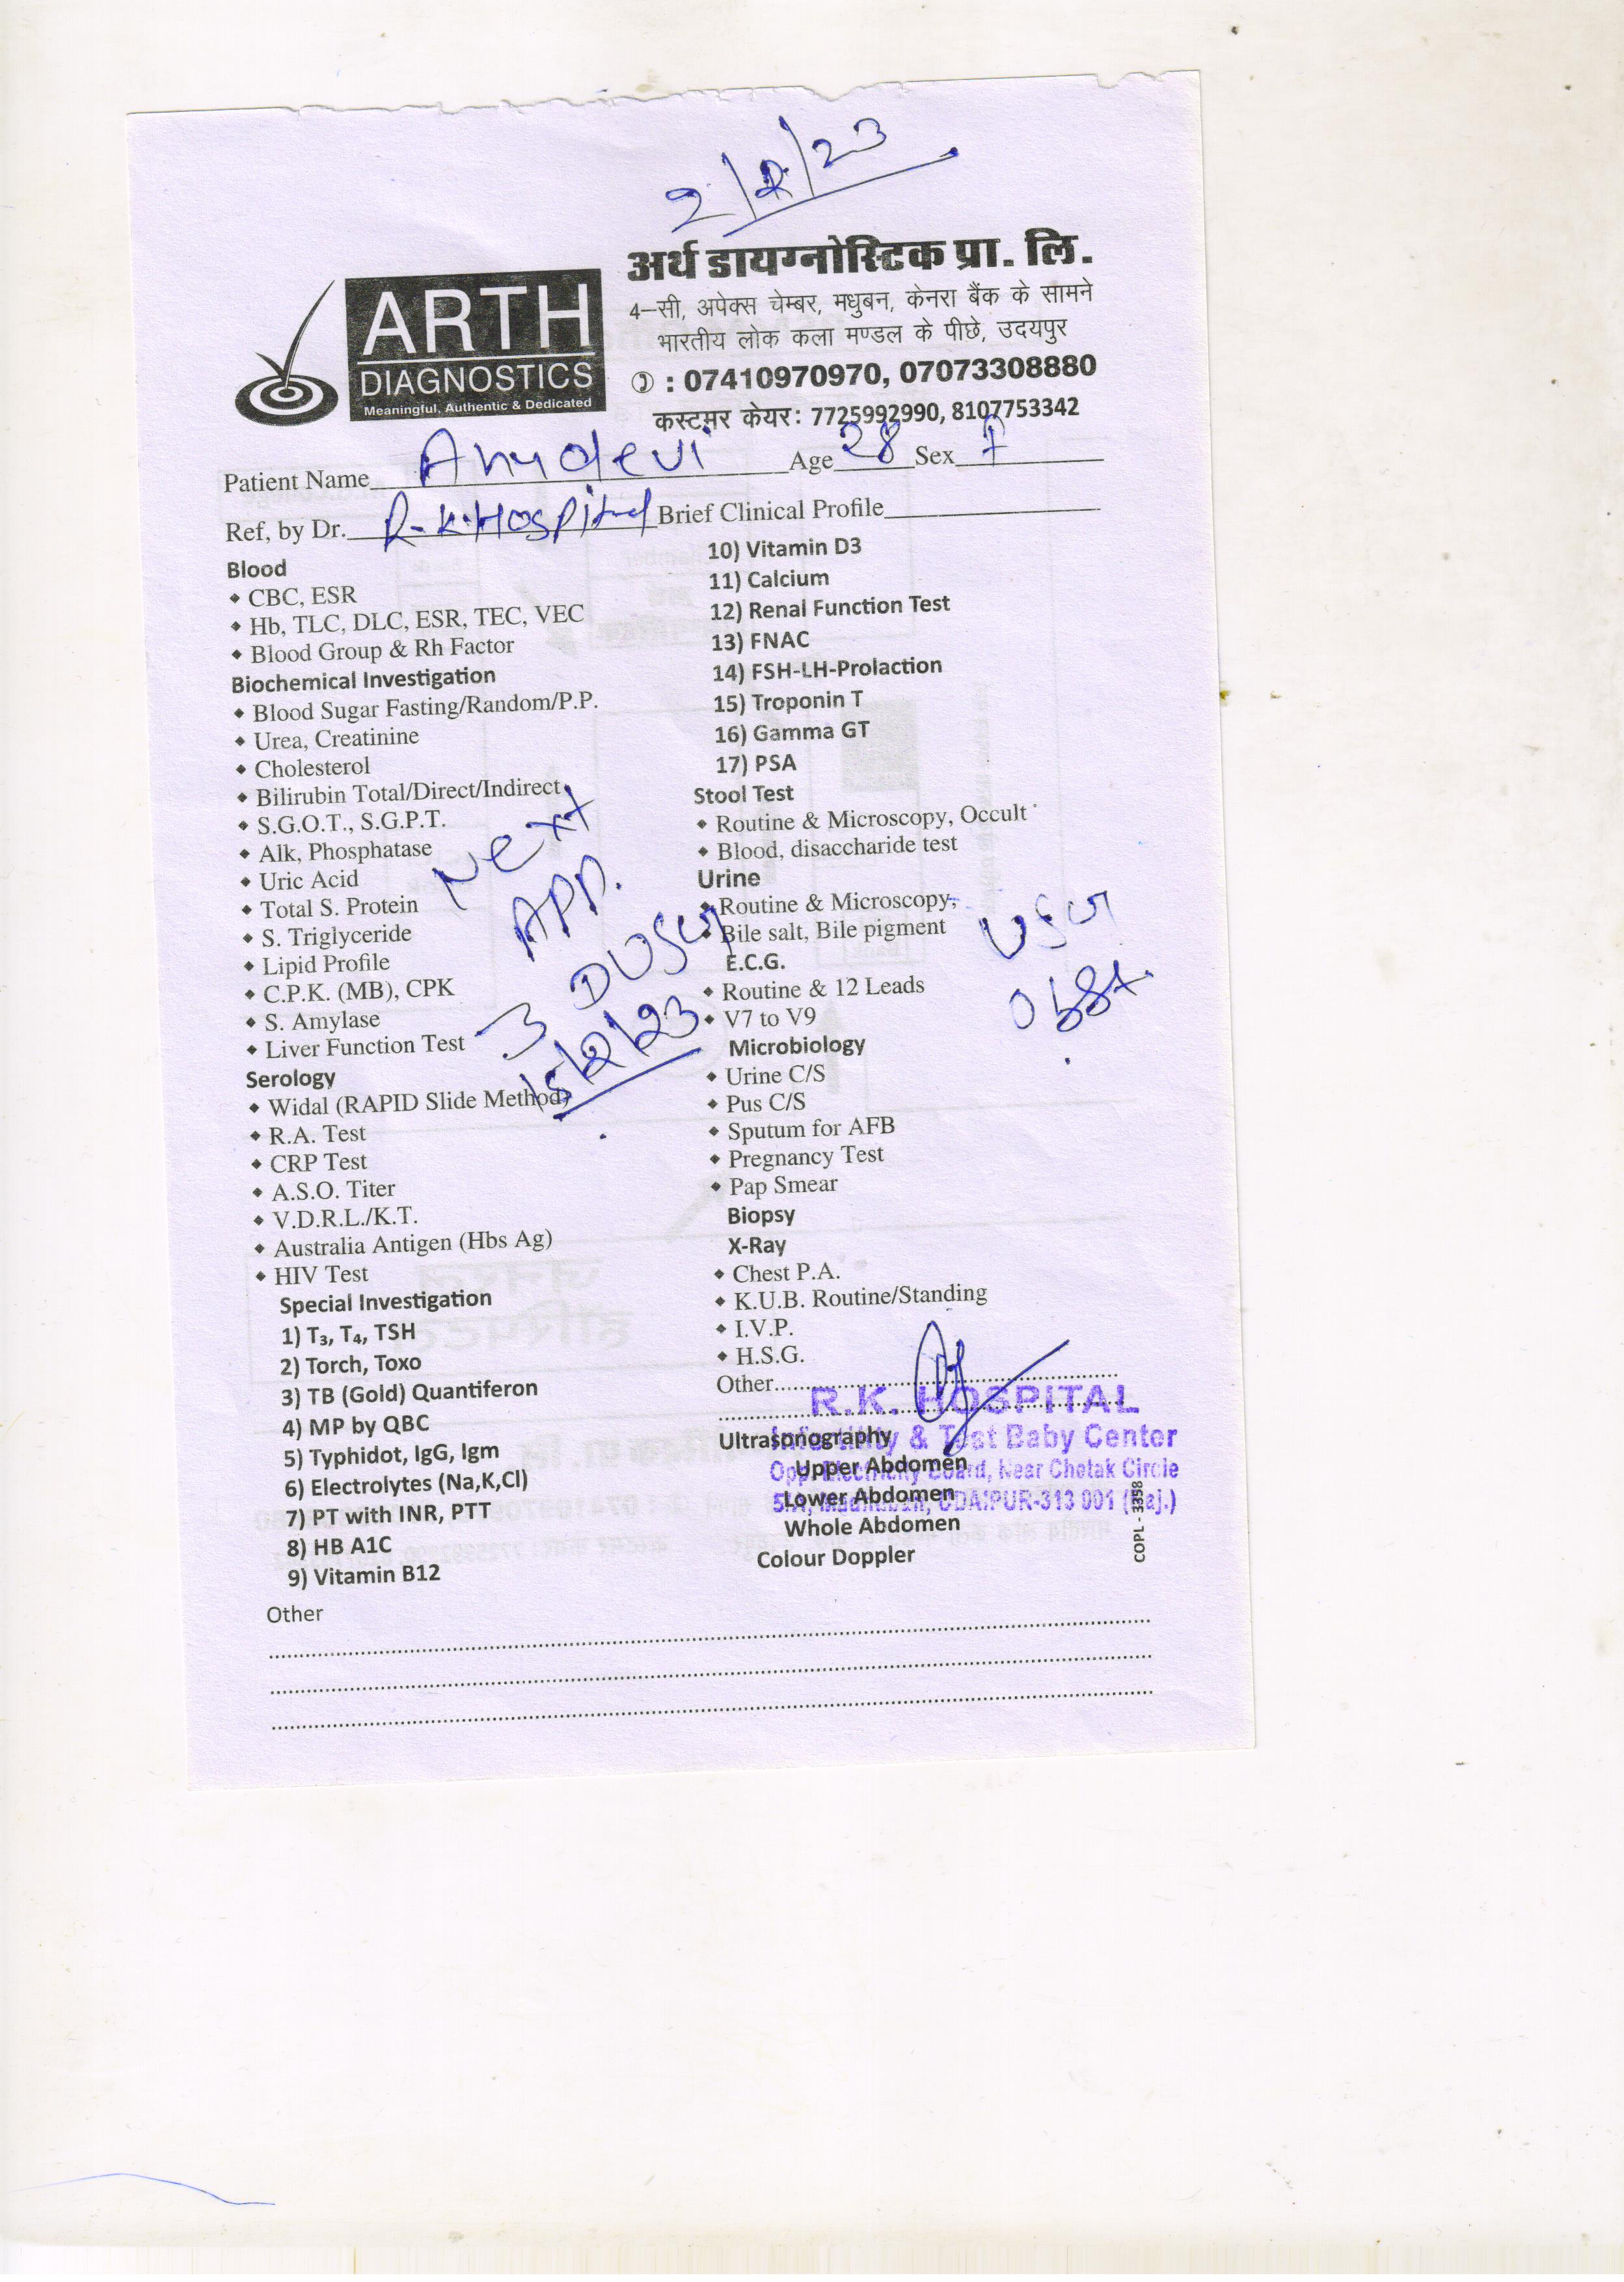 2/2/23
ARTH
DIAGNOSTICS
Meaningful, Authentic & Dedicated
अर्थ डायग्नोस्टिक प्रा. लि.
4–सी, अपेक्स चेम्बर, मधुबन, केनरा बैंक के सामने
भारतीय लोक कला मण्डल के पीछे, उदयपुर
: 07410970970, 07073308880
कस्टमर केयर: 7725992990, 8107753342
Patient Name Anudevi Age 28 Sex F
Ref, by Dr. R.K. Hospital Brief Clinical Profile
Blood
CBC, ESR
Hb, TLC, DLC, ESR, TEC, VEC
Blood Group & Rh Factor
Biochemical Investigation
Blood Sugar Fasting/Random/P.P.
Urea, Creatinine
Cholesterol
Bilirubin Total/Direct/Indirect
S.G.O.T., S.G.P.T.
Alk, Phosphatase
Uric Acid
Total S. Protein
S. Triglyceride
Lipid Profile
C.P.K. (MB), CPK
S. Amylase
Liver Function Test
Next
APP.
3 DUSG
15/2/23
Serology
Widal (RAPID Slide Method)
R.A. Test
CRP Test
A.S.O. Titer
V.D.R.L./K.T.
Australia Antigen (Hbs Ag)
HIV Test
Special Investigation
1) T₃, T₄, TSH
2) Torch, Toxo
3) TB (Gold) Quantiferon
4) MP by QBC
5) Typhidot, IgG, Igm
6) Electrolytes (Na,K,Cl)
7) PT with INR, PTT
8) HB A1C
9) Vitamin B12
10) Vitamin D3
11) Calcium
12) Renal Function Test
13) FNAC
14) FSH-LH-Prolaction
15) Troponin T
16) Gamma GT
17) PSA
Stool Test
Routine & Microscopy, Occult
Blood, disaccharide test
Urine
Routine & Microscopy,
Bile salt, Bile pigment
USG
Obst.
E.C.G.
Routine & 12 Leads
V7 to V9
Microbiology
Urine C/S
Pus C/S
Sputum for AFB
Pregnancy Test
Pap Smear
Biopsy
X-Ray
Chest P.A.
K.U.B. Routine/Standing
I.V.P.
H.S.G.
Other
R.K. HOSPITAL
Infertility & Test Baby Center
Opp. Electricity Board, Near Chetak Circle
5/A, Madhuban, UDAIPUR-313 001 (Raj.)
Ultrasonography
Upper Abdomen
Lower Abdomen
Whole Abdomen
Colour Doppler
COPL - 3358
Other